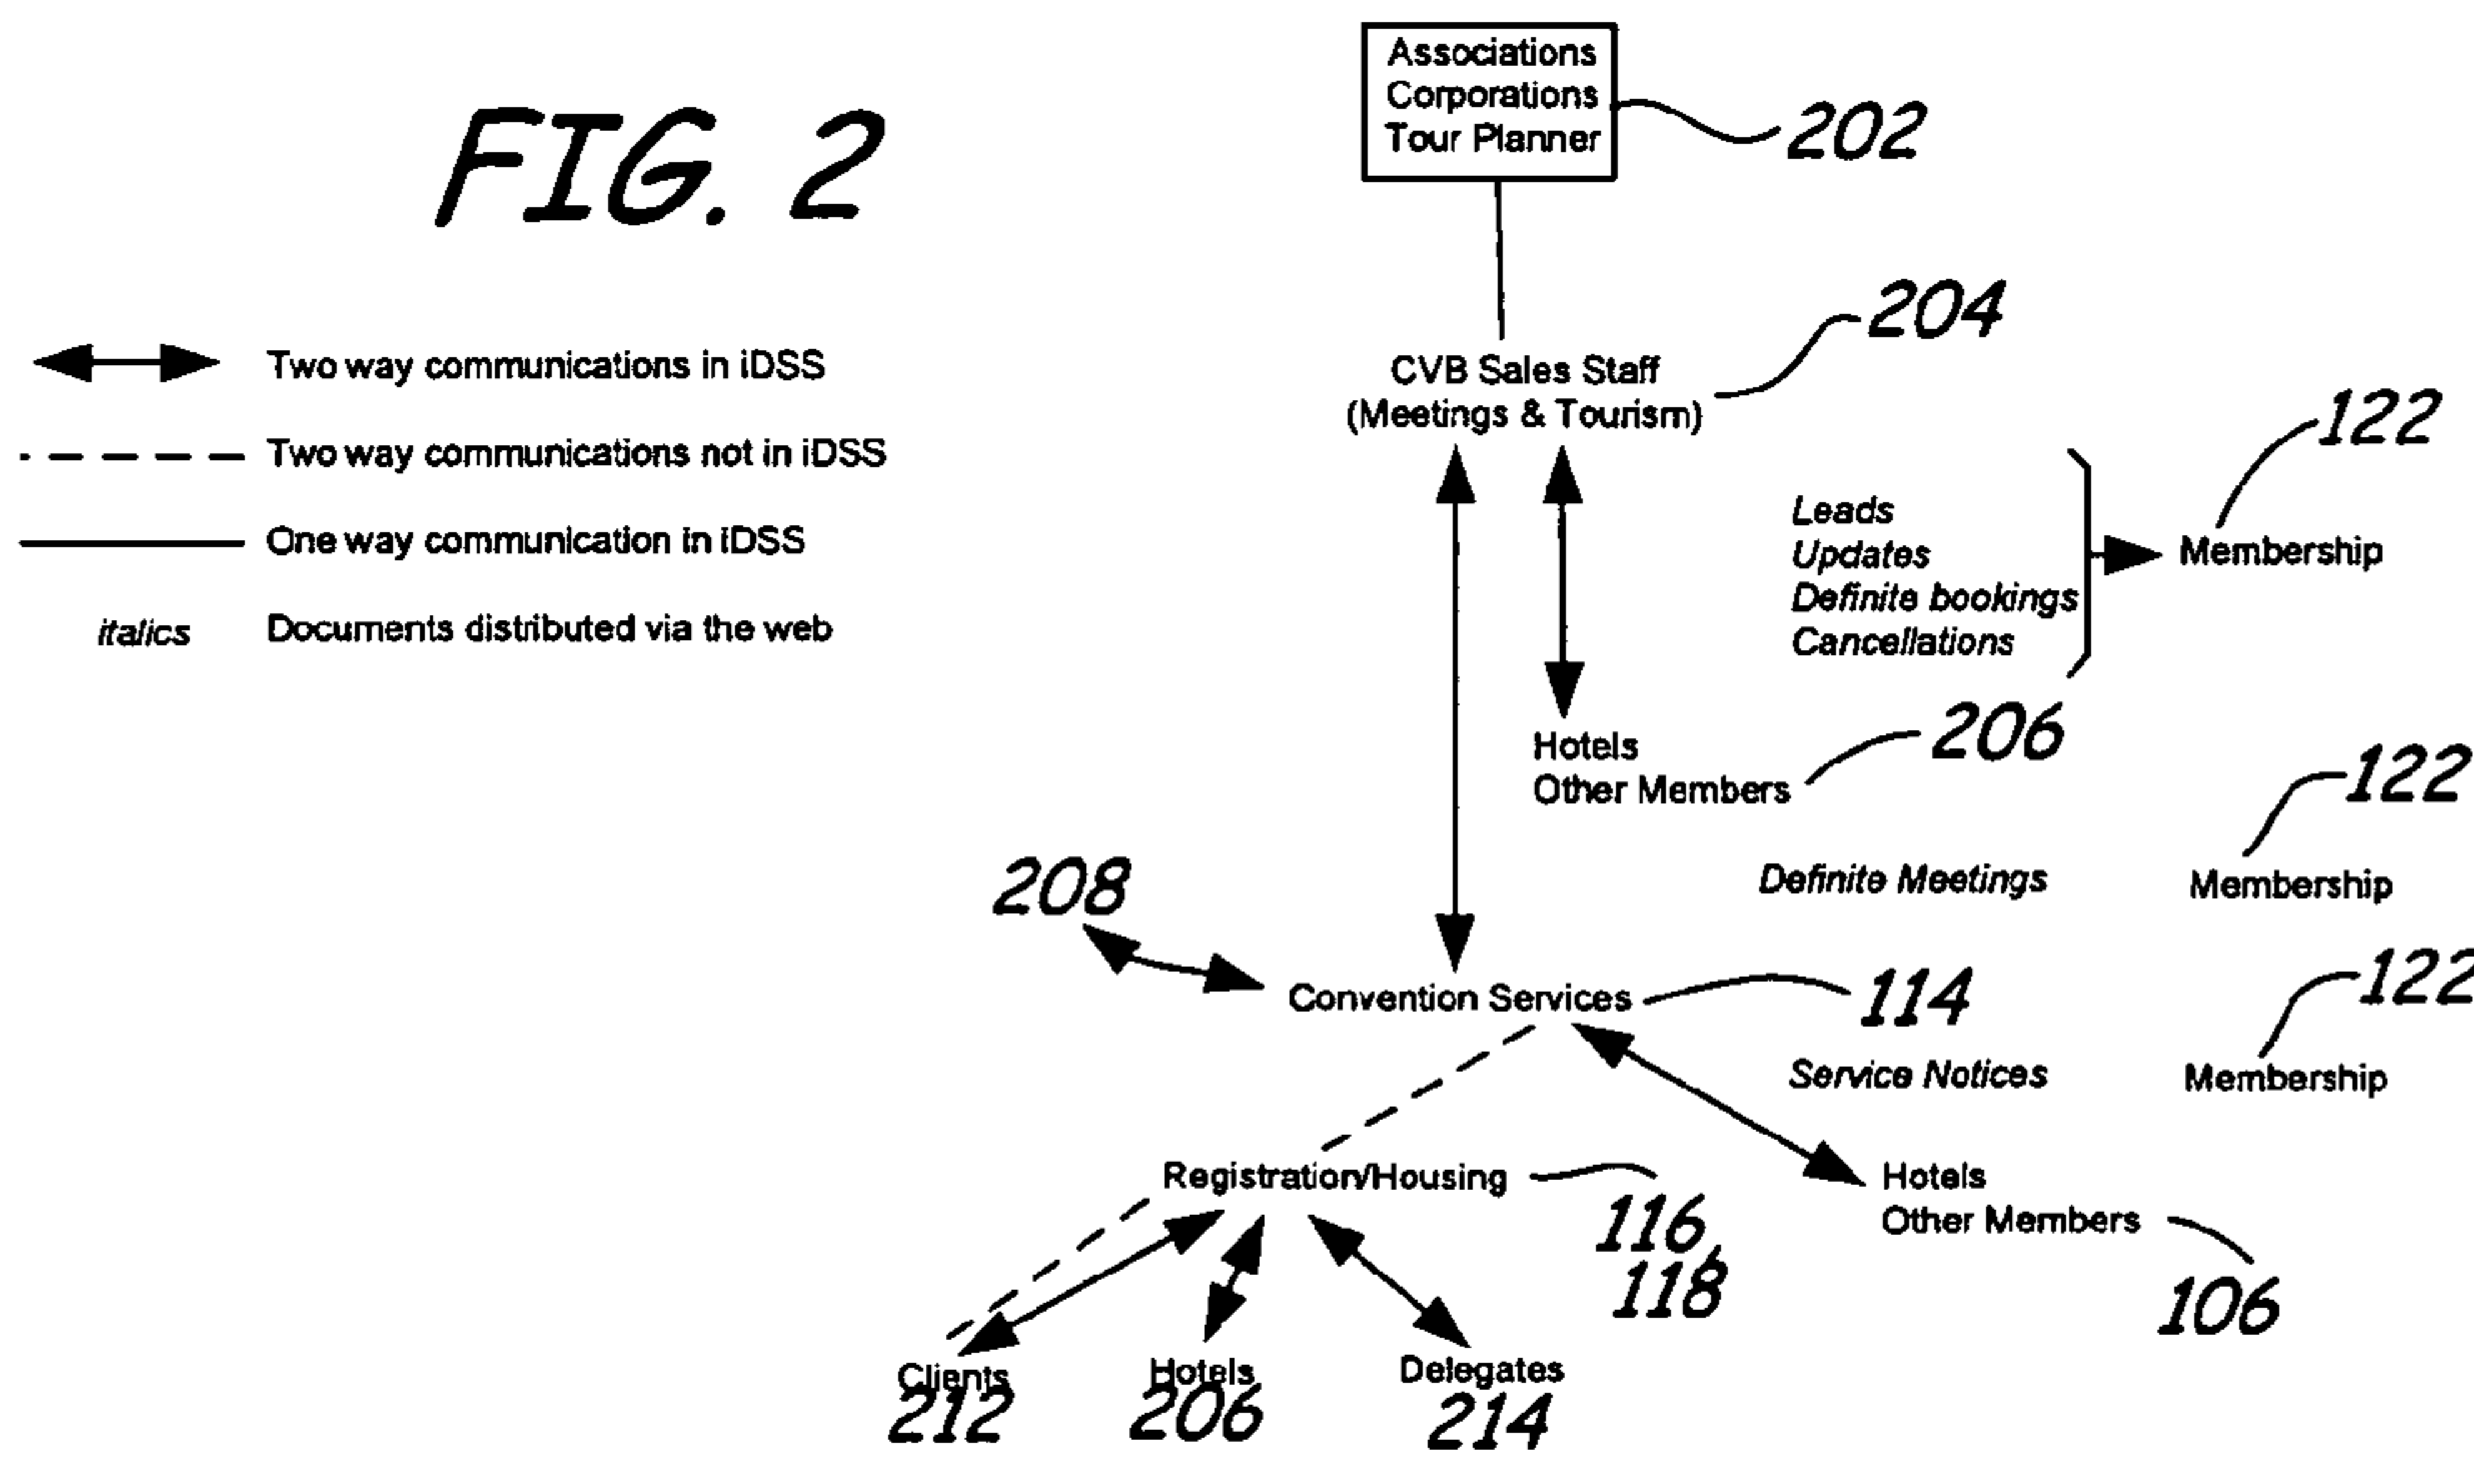 FIG. 2
Associations
Corporations
Tour Planner
202
Two way communications in iDSS
Two way communications not in iDSS
One way communication in iDSS
italics Documents distributed via the web
204
CVB Sales Staff
(Meetings & Tourism)
122
Leads
Updates
Definite bookings
Cancellations
Membership
206
Hotels
Other Members
122
Definite Meetings
Membership
208
122
Convention Services
114
Service Notices
Membership
Registration/Housing
116,
118
Hotels
Other Members
106
Clients
212
Hotels
206
Delegates
214